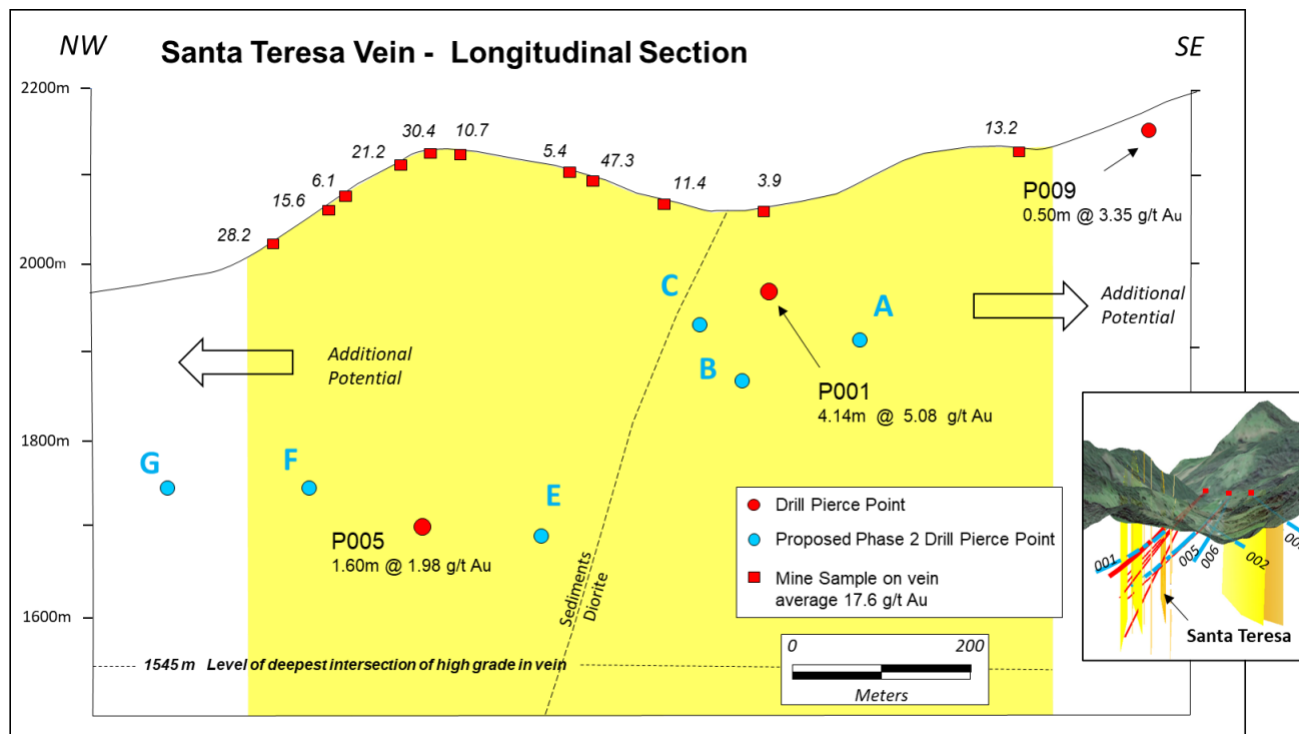 NW
Santa Teresa Vein - Longitudinal Section
SE
2200m
2000m
1800m
1600m
28.2
15.6
6.1
21.2
30.4
10.7
5.4
47.3
11.4
3.9
13.2
P009
0.50m @ 3.35 g/t Au
C
A
B
Additional
Potential
Additional
Potential
P001
4.14m @ 5.08 g/t Au
G
F
E
P005
1.60m @ 1.98 g/t Au
Sediments
Diorite
Drill Pierce Point
Proposed Phase 2 Drill Pierce Point
Mine Sample on vein
average 17.6 g/t Au
0
200
Meters
1545 m Level of deepest intersection of high grade in vein
001
005
006
002
Santa Teresa